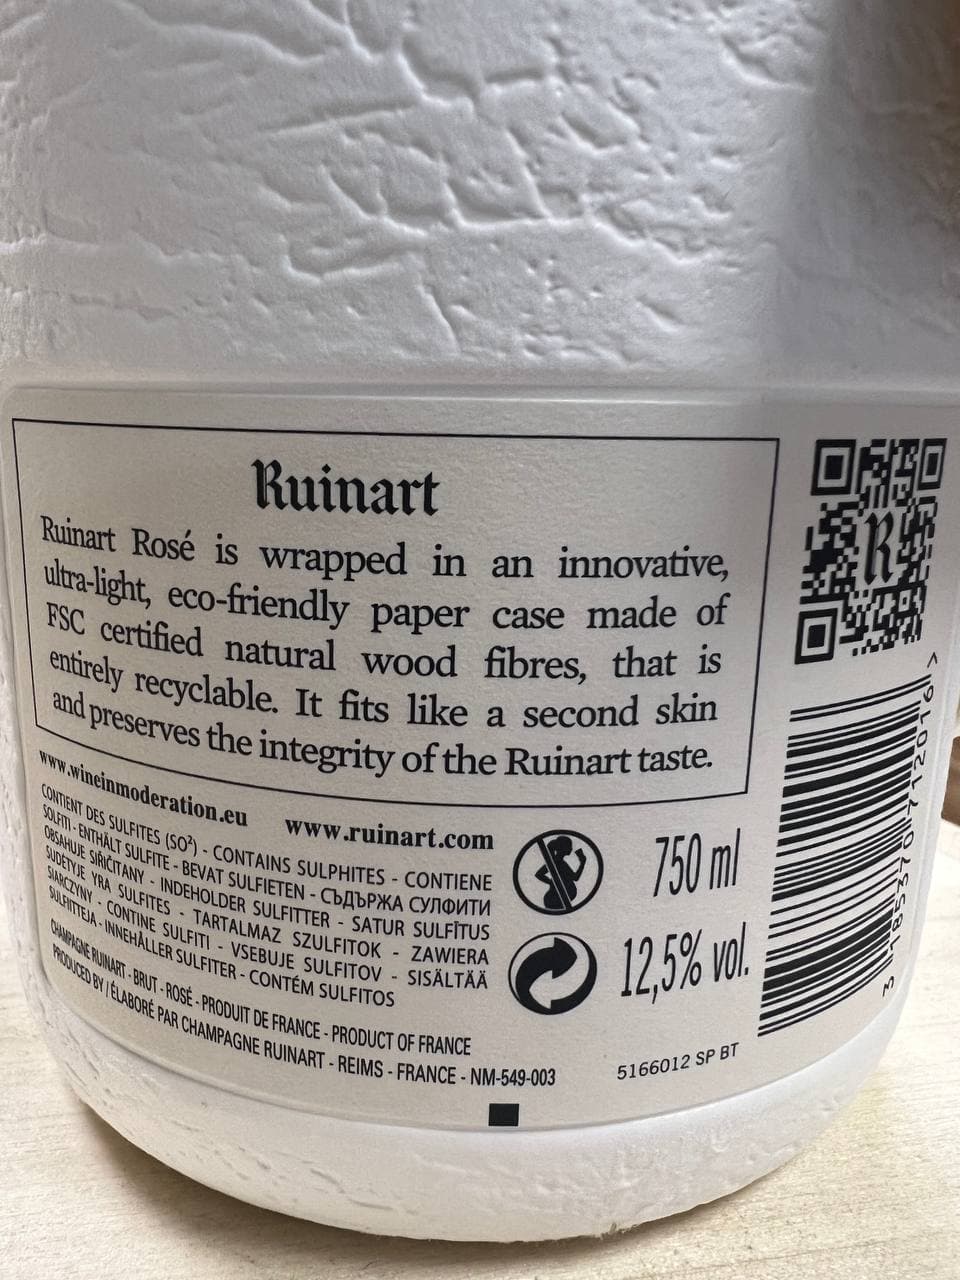 Ruinart
Ruinart Rosé is wrapped in an innovative,
ultra-light, eco-friendly paper case made of
FSC certified natural wood fibres, that is
entirely recyclable. It fits like a second skin
and preserves the integrity of the Ruinart taste.
www.wineinmoderation.eu www.ruinart.com
CONTIENT DES SULFITES (SO²) - CONTAINS SULPHITES - CONTIENE
SOLFITI - ENTHÄLT SULFITE - BEVAT SULFIETEN - СЪДЪРЖА СУЛФИТИ
OBSAHUJE SIŘIČITANY - INDEHOLDER SULFITTER - SATUR SULFĪTUS
SUDĖTYJE YRA SULFITES - TARTALMAZ SZULFITOK - ZAWIERA
SIARCZYNY - CONTINE SULFITI - VSEBUJE SULFITOV - SISÄLTÄÄ
SULFIITTEJA - INNEHÅLLER SULFITER - CONTÉM SULFITOS
CHAMPAGNE RUINART - BRUT - ROSÉ - PRODUIT DE FRANCE - PRODUCT OF FRANCE
PRODUCED BY / ÉLABORÉ PAR CHAMPAGNE RUINART - REIMS - FRANCE - NM-549-003
750 ml
12,5% vol.
5166012 SP BT
R
3 185370 712016 >